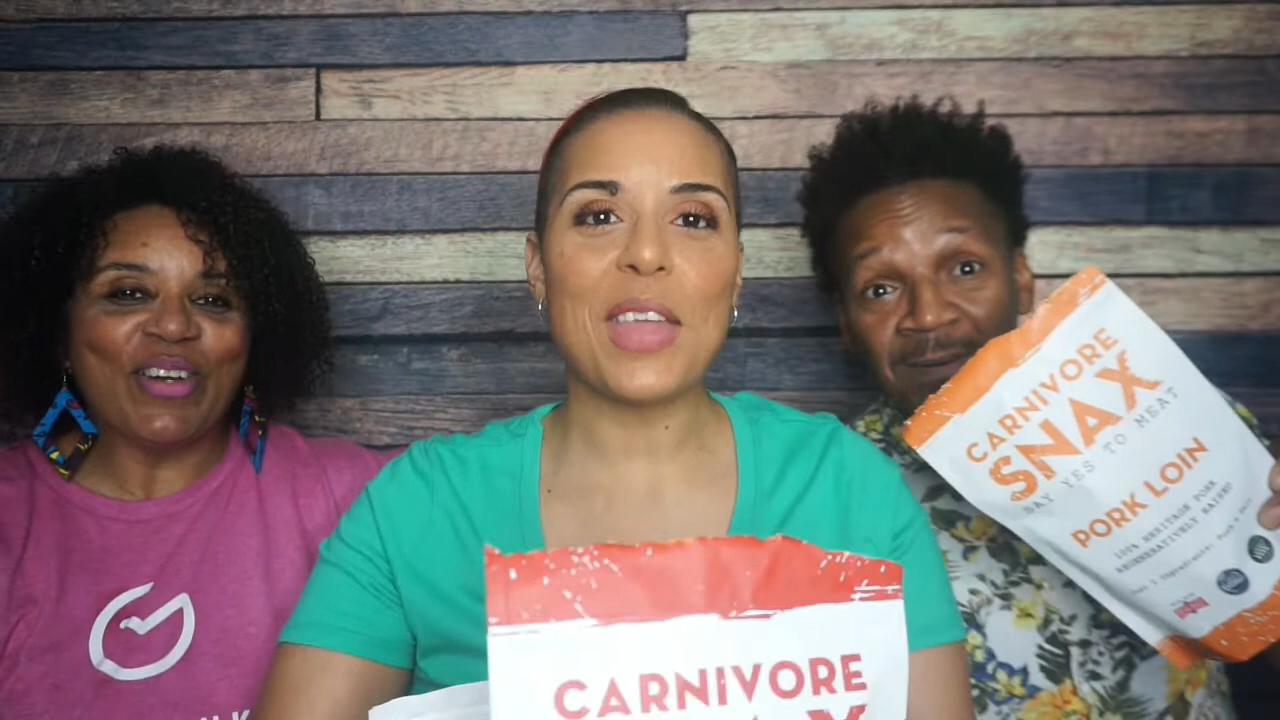 CARNIVORE
SNAX
SAY YES TO MEAT
PORK LOIN
100% HERITAGE PORK
REGENERATIVELY RAISED
CARNIVORE